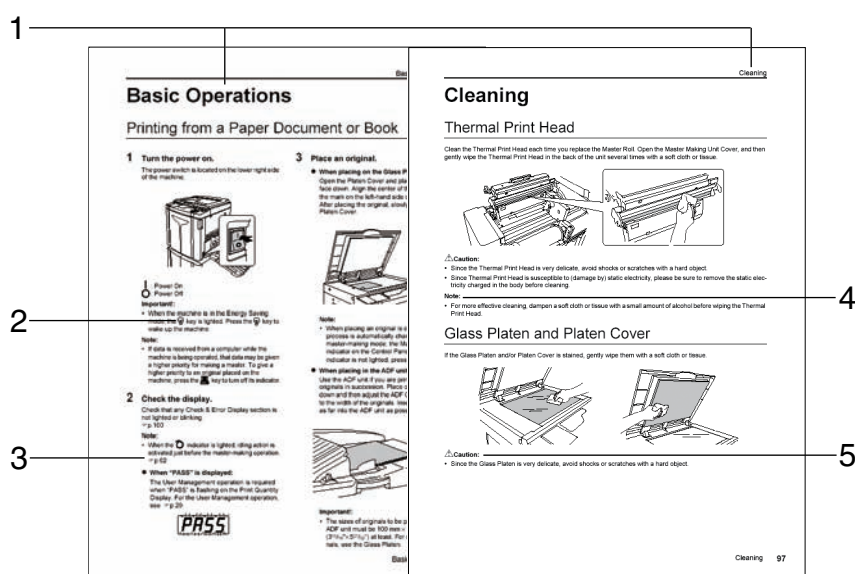 1
Basic Operations
Printing from a Paper Document or Book
1 Turn the power on.
The power switch is located on the lower right side
of the machine.
Power On
Power Off
Important!:
• When the machine is in the Energy Saving
mode, the key is lighted. Press the key to
wake up the machine.
Note:
• If data is received from a computer while the
machine is being operated, that data may be given
a higher priority for making a master. To give a
higher priority to an original placed on the
machine, press the key to turn off its indicator.
2 Check the display.
Check that any Check & Error Display section is
not lighted or blinking.
p.103
Note:
• When the indicator is lighted, idling action is
activated just before the master-making operation.
p.62
• When "PASS" is displayed:
The User Management operation is required
when "PASS" is flashing on the Print Quantity
Display. For the User Management operation,
see p.29
PASS
3 Place an original.
• When placing on the Glass
Open the Platen Cover and
face down. Align the center of
the mark on the left-hand side
After placing the original, slowly
Platen Cover.
Note:
• When placing an original is
process is automatically
master-making mode, the
indicator on the Control
indicator is not lighted, press
• When placing in the ADF unit
Use the ADF unit if you are
originals in succession. Place
down and then adjust the ADF
to the width of the originals.
as far into the ADF unit as
Important!:
• The sizes of originals to be
ADF unit must be 100 mm ×
at least. For
use the Glass Platen.
Cleaning
Cleaning
Thermal Print Head
Clean the Thermal Print Head each time you replace the Master Roll. Open the Master Making Unit Cover, and then
gently wipe the Thermal Print Head in the back of the unit several times with a soft cloth or tissue.
⚠Caution:
• Since the Thermal Print Head is very delicate, avoid shocks or scratches with a hard object.
• Since Thermal Print Head is susceptible to (damage by) static electricity, please be sure to remove the static elec-
tricity charged in the body before cleaning.
Note:
• For more effective cleaning, dampen a soft cloth or tissue with a small amount of alcohol before wiping the Thermal
Print Head.
Glass Platen and Platen Cover
If the Glass Platen and/or Platen Cover is stained, gently wipe them with a soft cloth or tissue.
⚠Caution:
• Since the Glass Platen is very delicate, avoid shocks or scratches with a hard object.
Cleaning 97
2
3
4
5